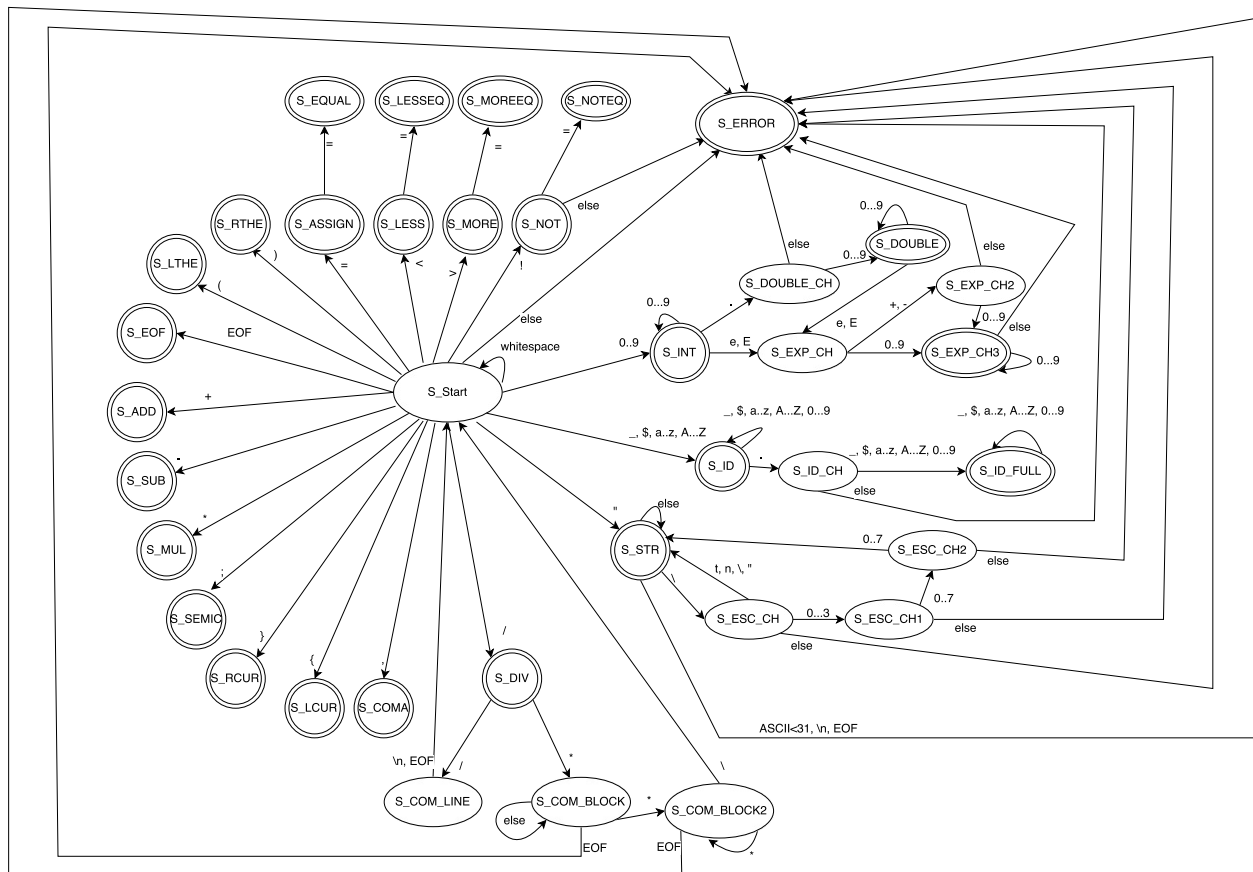 S_EQUAL
S_LESSEQ
S_MOREEQ
S_NOTEQ
S_ERROR
=
=
=
=
S_RTHE
S_ASSIGN
S_LESS
S_MORE
S_NOT
else
)
=
<
>
!
S_LTHE
(
S_EOF
EOF
else
whitespace
S_Start
0..9
0...9
S_INT
.
S_DOUBLE_CH
else
0...9
0...9
S_DOUBLE
e, E
e, E
S_EXP_CH
+, -
S_EXP_CH2
else
0...9
0...9
S_EXP_CH3
else
0...9
S_ADD
+
S_SUB
-
_, $, a..z, A...Z
_, $, a..z, A...Z, 0...9
S_ID
.
S_ID_CH
_, $, a..z, A...Z, 0...9
else
_, $, a..z, A...Z, 0...9
S_ID_FULL
S_MUL
*
S_SEMIC
;
S_RCUR
}
S_LCUR
{
S_COMA
,
"
else
S_STR
\
t, n, \, "
S_ESC_CH
else
0...3
S_ESC_CH1
else
0..7
S_ESC_CH2
else
0..7
/
S_DIV
ASCII<31, \n, EOF
\n, EOF
/
*
\
S_COM_LINE
else
S_COM_BLOCK
*
S_COM_BLOCK2
EOF
EOF
*